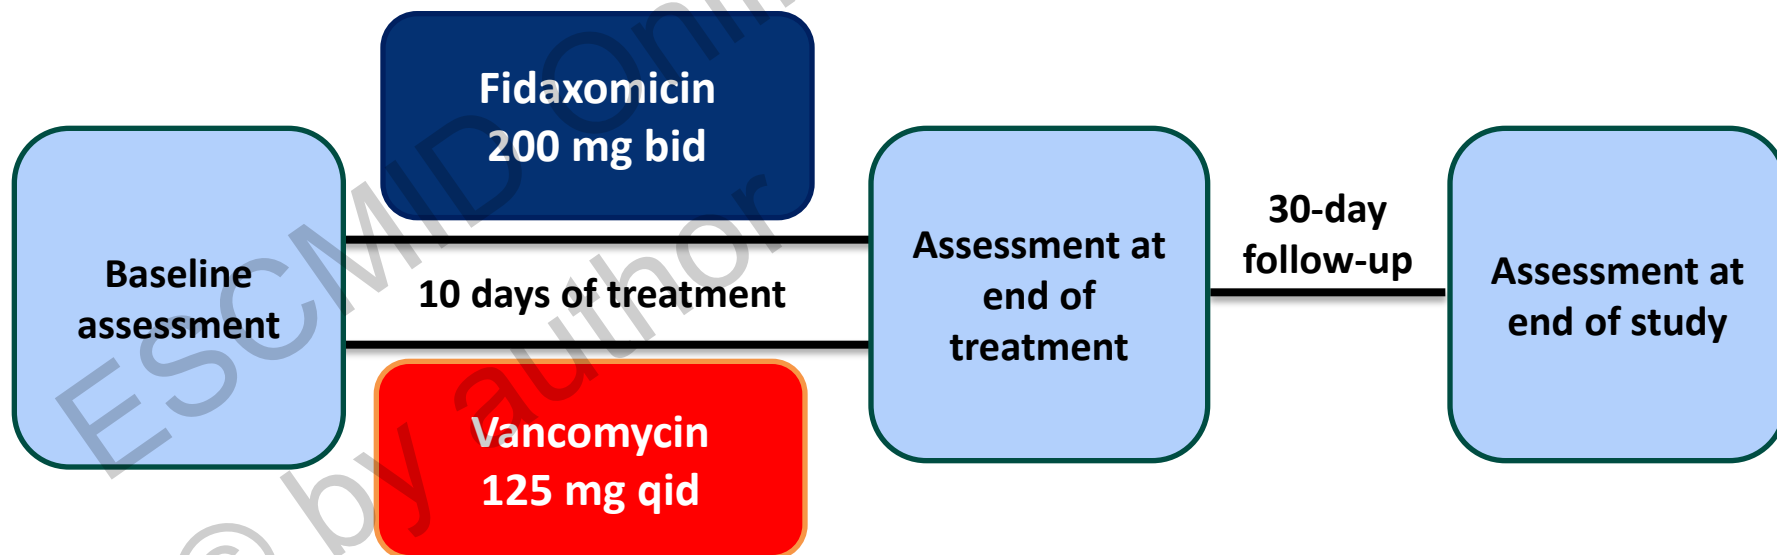 Fidaxomicin
200 mg bid
Baseline
assessment
10 days of treatment
Vancomycin
125 mg qid
Assessment at
end of
treatment
30-day
follow-up
Assessment at
end of study
ESCMID Onli
© by author